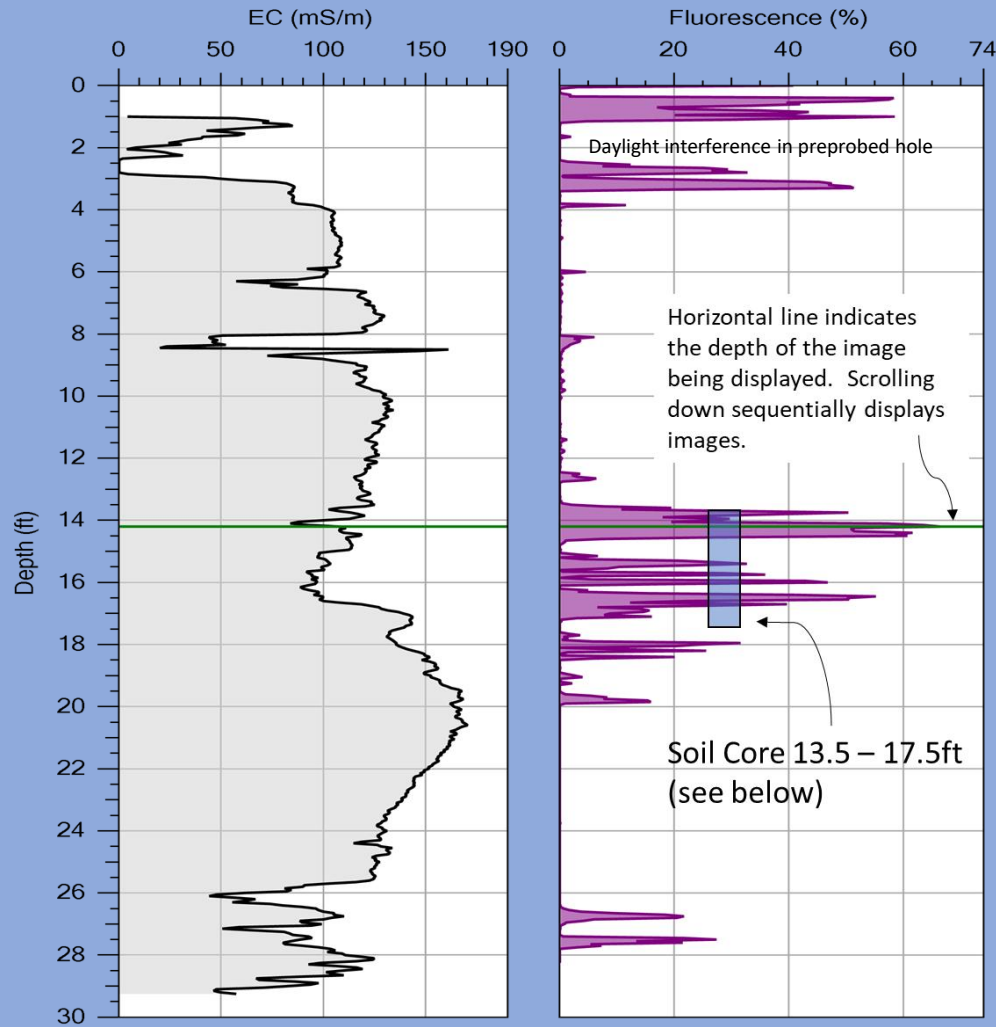 EC (mS/m)
Fluorescence (%)
0 50 100 150 190
0 20 40 60 74
0
2
4
6
8
10
12
14
16
18
20
22
24
26
28
30
Depth (ft)
Daylight interference in preprobed hole
Horizontal line indicates
the depth of the image
being displayed. Scrolling
down sequentially displays
images.
Soil Core 13.5 – 17.5ft
(see below)